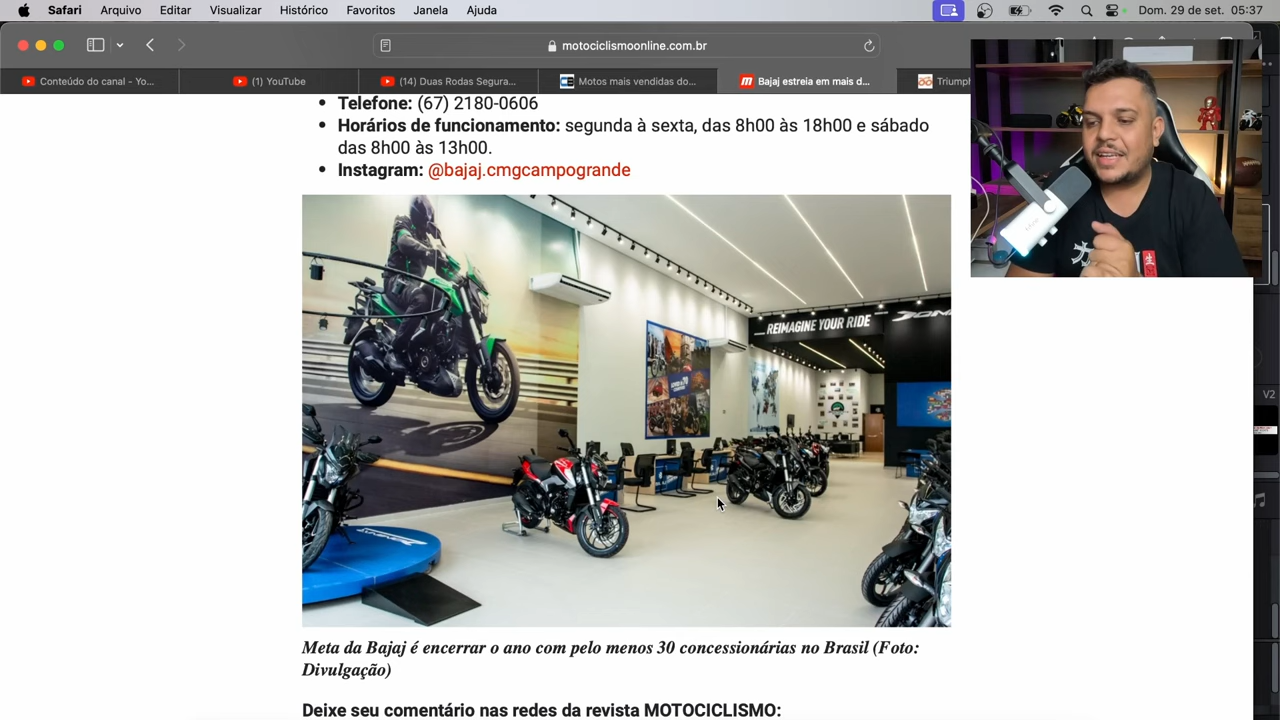 Safari Arquivo Editar Visualizar Histórico Favoritos Janela Ajuda
Dom. 29 de set. 05:37
motociclismoonline.com.br
Conteúdo do canal - Yo...
(1) YouTube
(14) Duas Rodas Segura...
Motos mais vendidas do...
Bajaj estreia em mais d...
Triumph
Telefone: (67) 2180-0606
Horários de funcionamento: segunda à sexta, das 8h00 às 18h00 e sábado
das 8h00 às 13h00.
Instagram: @bajaj.cmgcampogrande
REIMAGINE YOUR RIDE
V2
Meta da Bajaj é encerrar o ano com pelo menos 30 concessionárias no Brasil (Foto:
Divulgação)
Deixe seu comentário nas redes da revista MOTOCICLISMO: